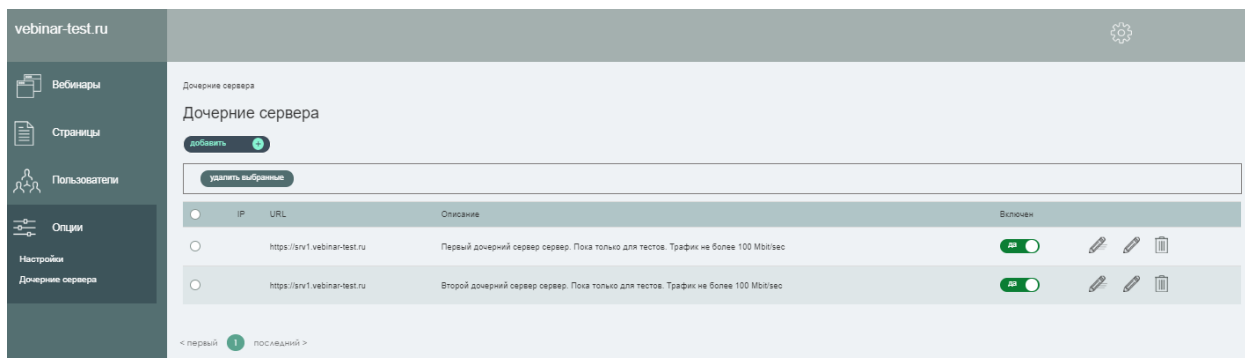 vebinar-test.ru
Вебинары
Страницы
Пользователи
Опции
Настройки
Дочерние сервера
Дочерние сервера
Дочерние сервера
добавить
удалить выбранные
IP URL Описание Включен
https://srv1.vebinar-test.ru Первый дочерний сервер сервер. Пока только для тестов. Трафик не более 100 Mbit/sec да
https://srv1.vebinar-test.ru Второй дочерний сервер сервер. Пока только для тестов. Трафик не более 100 Mbit/sec да
< первый 1 последний >